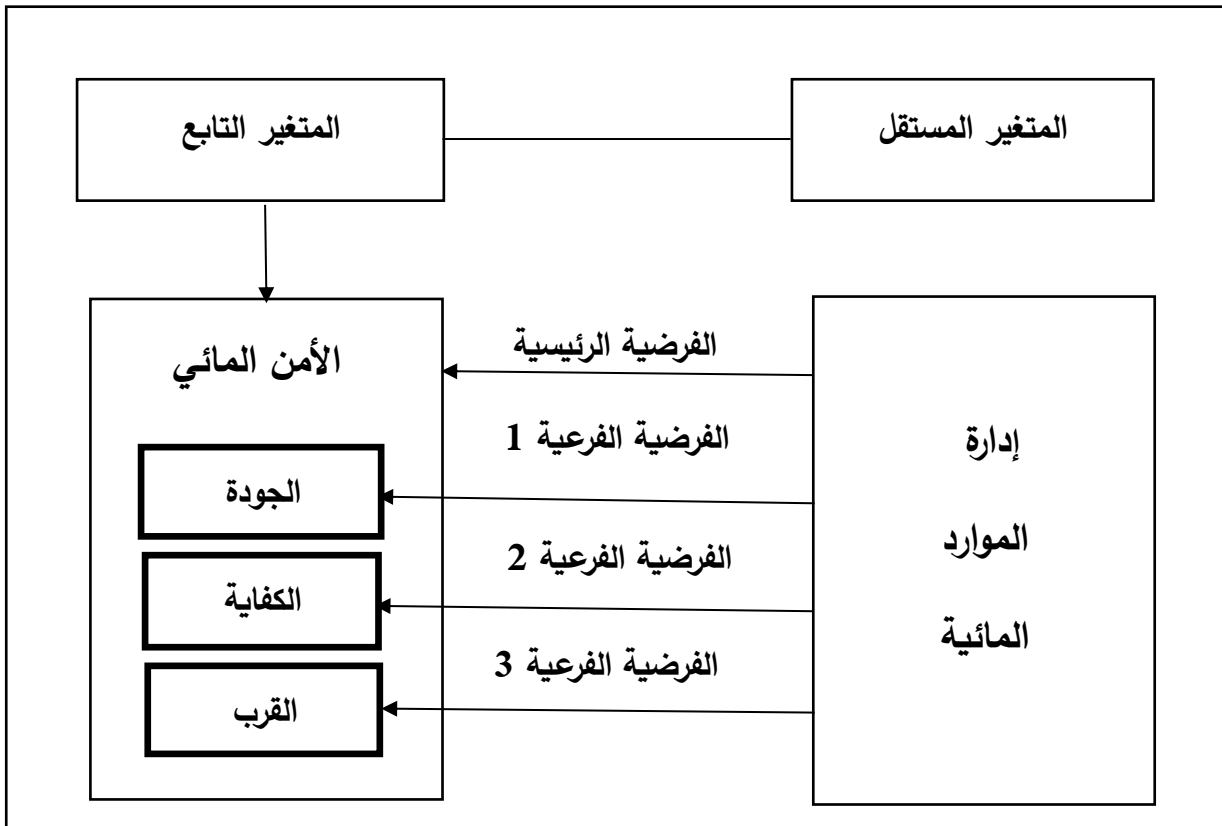 المتغير المستقل
المتغير التابع
الأمن المائي
الفرضية الرئيسية
الفرضية الفرعية 1
الفرضية الفرعية 2
الفرضية الفرعية 3
إدارة
الموارد
المائية
الجودة
الكفاية
القرب